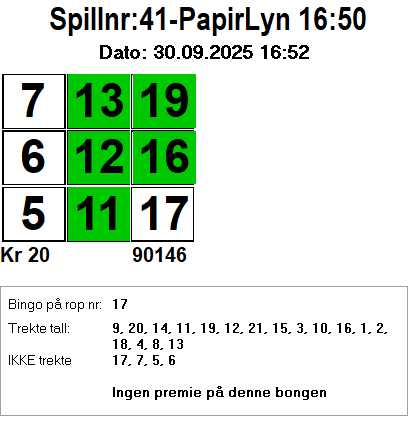 Spillnr:41-PapirLyn 16:50
Dato: 30.09.2025 16:52
7 13 19
6 12 16
5 11 17
Kr 20 90146
Bingo på rop nr: 17
Trekte tall: 9, 20, 14, 11, 19, 12, 21, 15, 3, 10, 16, 1, 2,
18, 4, 8, 13
IKKE trekte 17, 7, 5, 6
Ingen premie på denne bongen